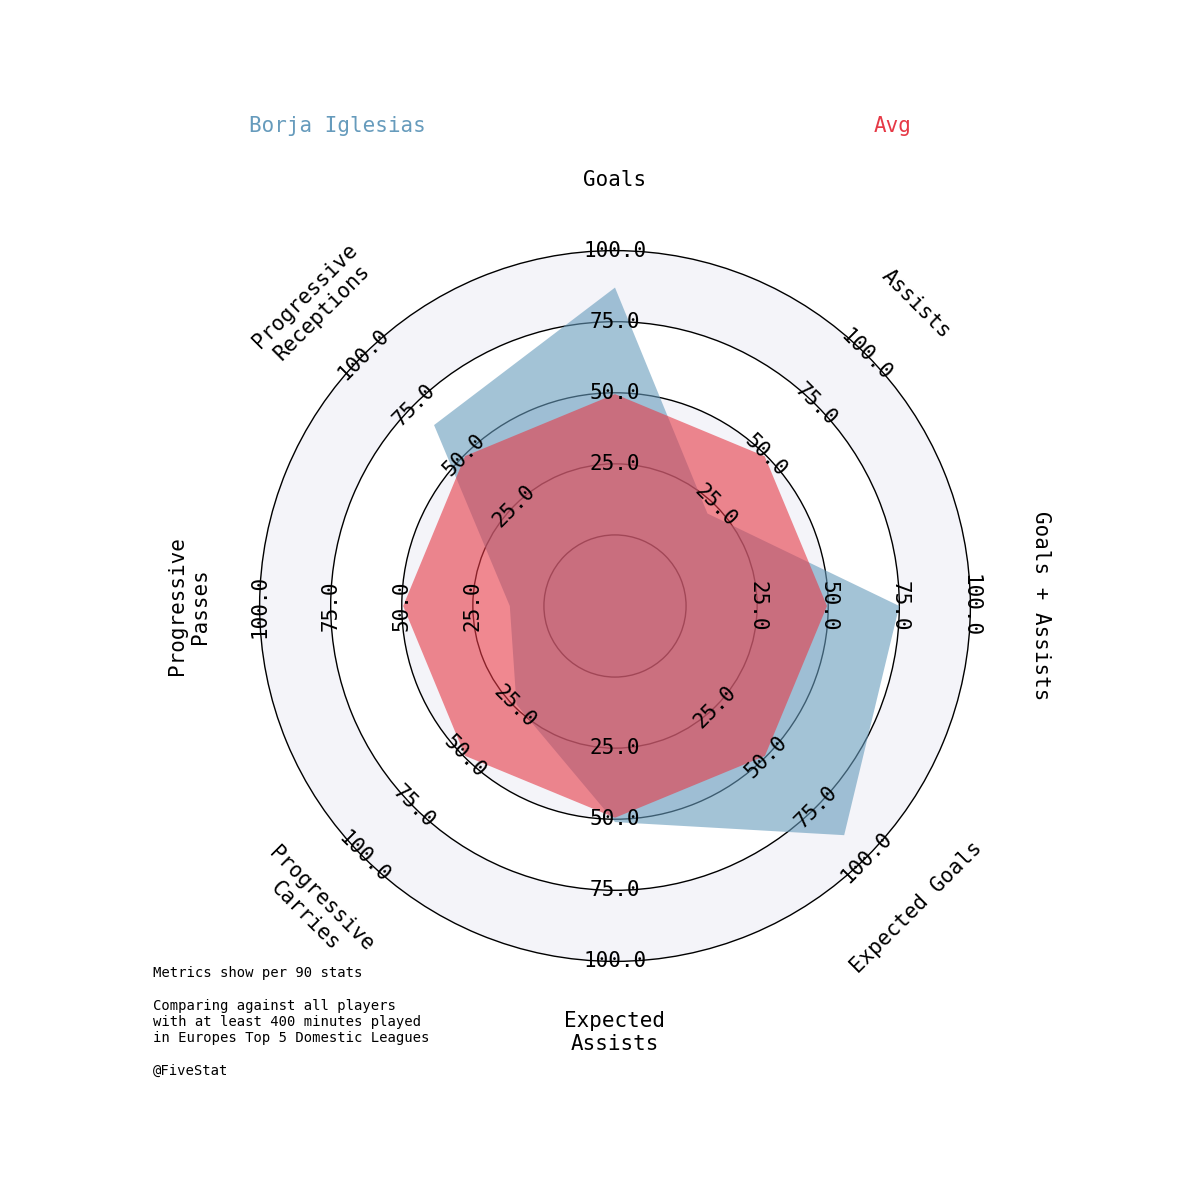 Borja Iglesias
Avg
Goals
Progressive
Receptions
Assists
100.0
100.0
100.0
75.0
75.0
75.0
50.0
50.0
50.0
25.0
25.0
25.0
Progressive
Passes
100.0
75.0
50.0
25.0
25.0
50.0
75.0
100.0
Goals + Assists
25.0
25.0
25.0
50.0
50.0
50.0
75.0
75.0
75.0
100.0
100.0
100.0
Progressive
Carries
Expected Goals
Expected
Assists
Metrics show per 90 stats
Comparing against all players
with at least 400 minutes played
in Europes Top 5 Domestic Leagues
@FiveStat